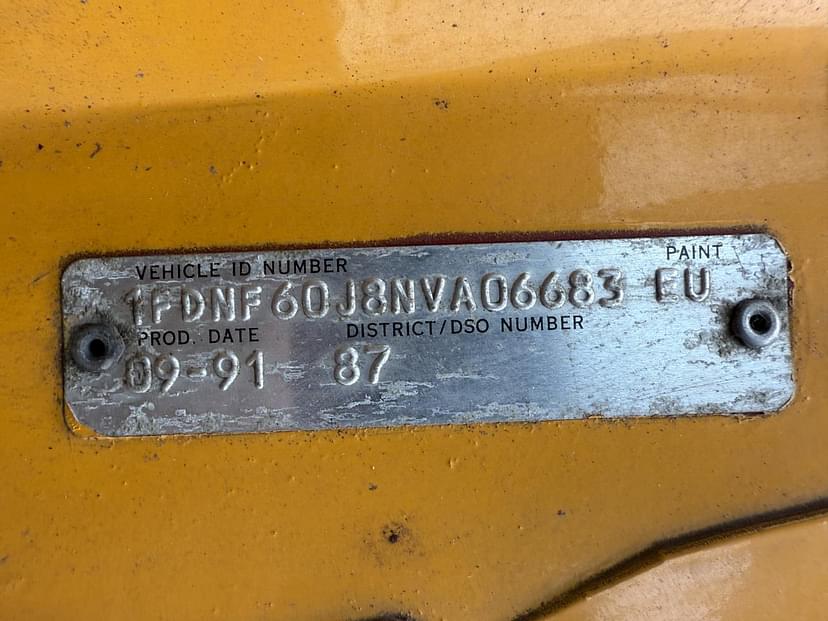 VEHICLE ID NUMBER PAINT
1FDNF60J8NVA06683 EU
PROD. DATE DISTRICT/DSO NUMBER
09-91 87